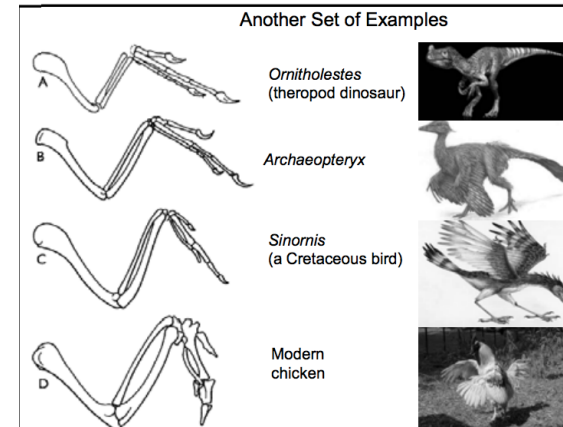 Another Set of Examples
A
Ornitholestes
(theropod dinosaur)
B
Archaeopteryx
C
Sinornis
(a Cretaceous bird)
D
Modern
chicken